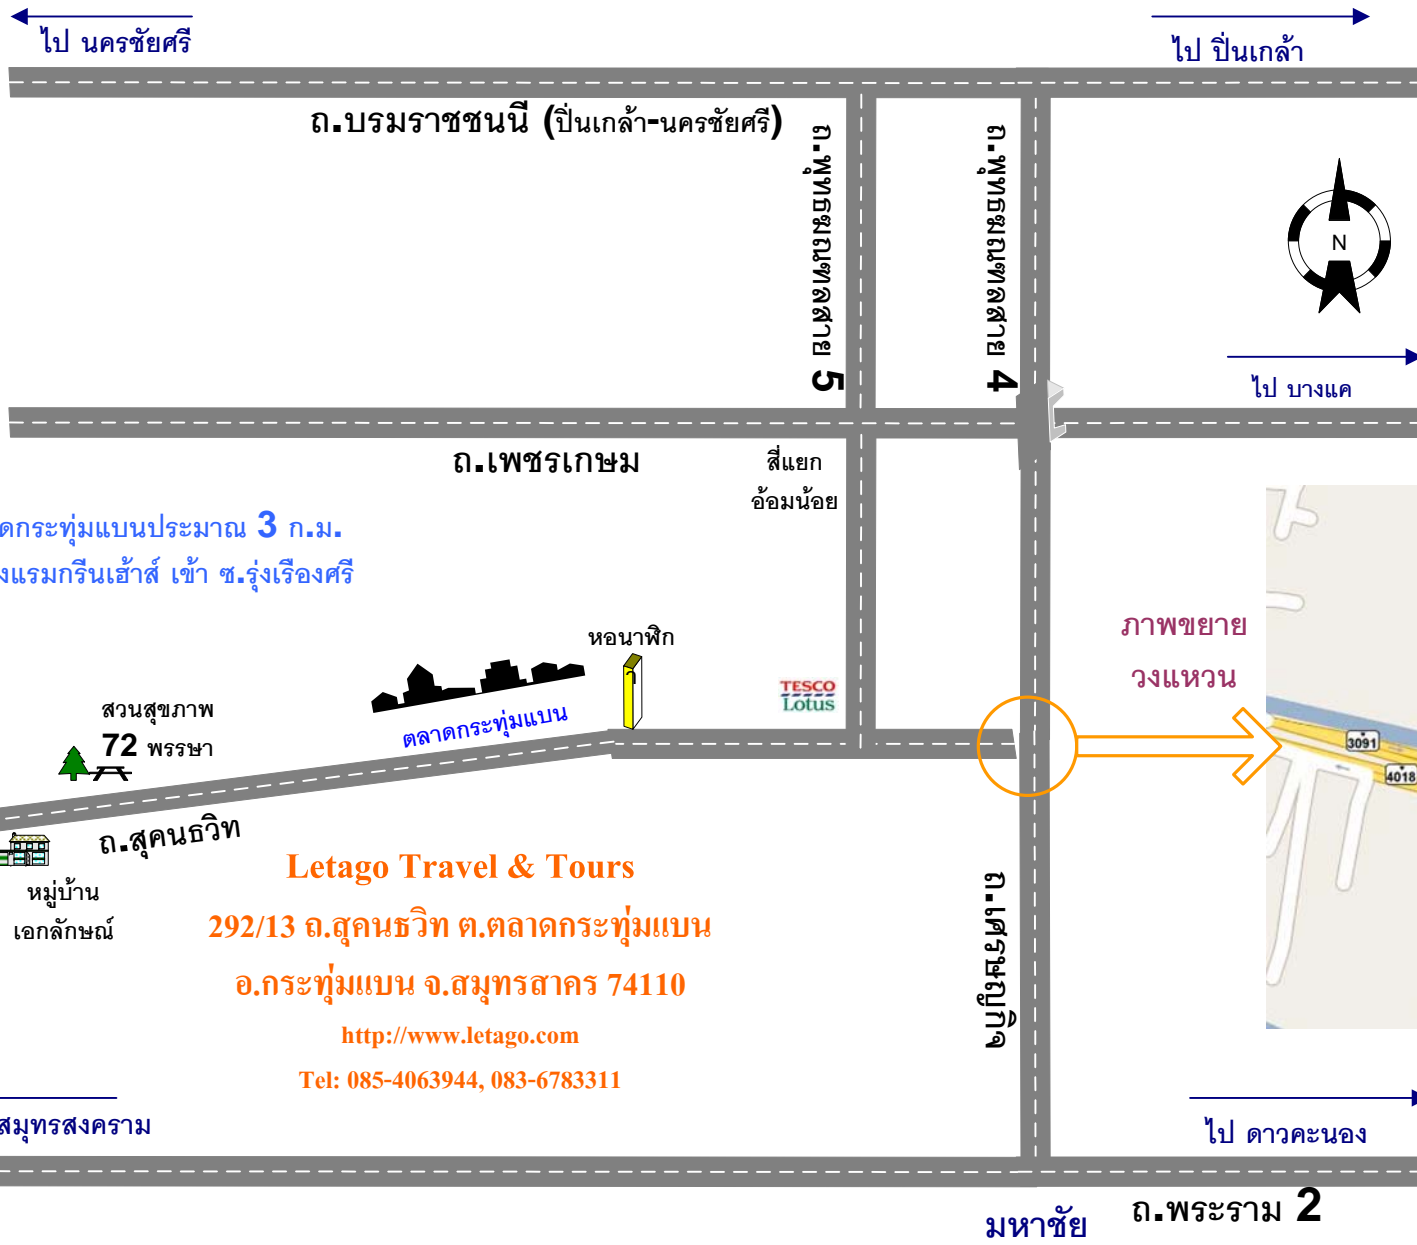 ไป นครชัยศรี
ไป ปิ่นเกล้า
ถ.บรมราชชนนี (ปิ่นเกล้า-นครชัยศรี)
ถ.พุทธมณฑลสาย 5
ถ.พุทธมณฑลสาย 4
N
ไป บางแค
ถ.เพชรเกษม
สี่แยก
อ้อมน้อย
ดกระทุ่มแบนประมาณ 3 ก.ม.
งแรมกรีนเฮ้าส์ เข้า ซ.รุ่งเรืองศรี
ภาพขยาย
วงแหวน
หอนาฬิก
TESCO
Lotus
สวนสุขภาพ
72 พรรษา
ตลาดกระทุ่มแบน
3091
4018
ถ.สุคนธวิท
หมู่บ้าน
เอกลักษณ์
Letago Travel & Tours
292/13 ถ.สุคนธวิท ต.ตลาดกระทุ่มแบน
อ.กระทุ่มแบน จ.สมุทรสาคร 74110
http://www.letago.com
Tel: 085-4063944, 083-6783311
ถ.เศรษฐกิจ
สมุทรสงคราม
ไป ดาวคะนอง
มหาชัย
ถ.พระราม 2